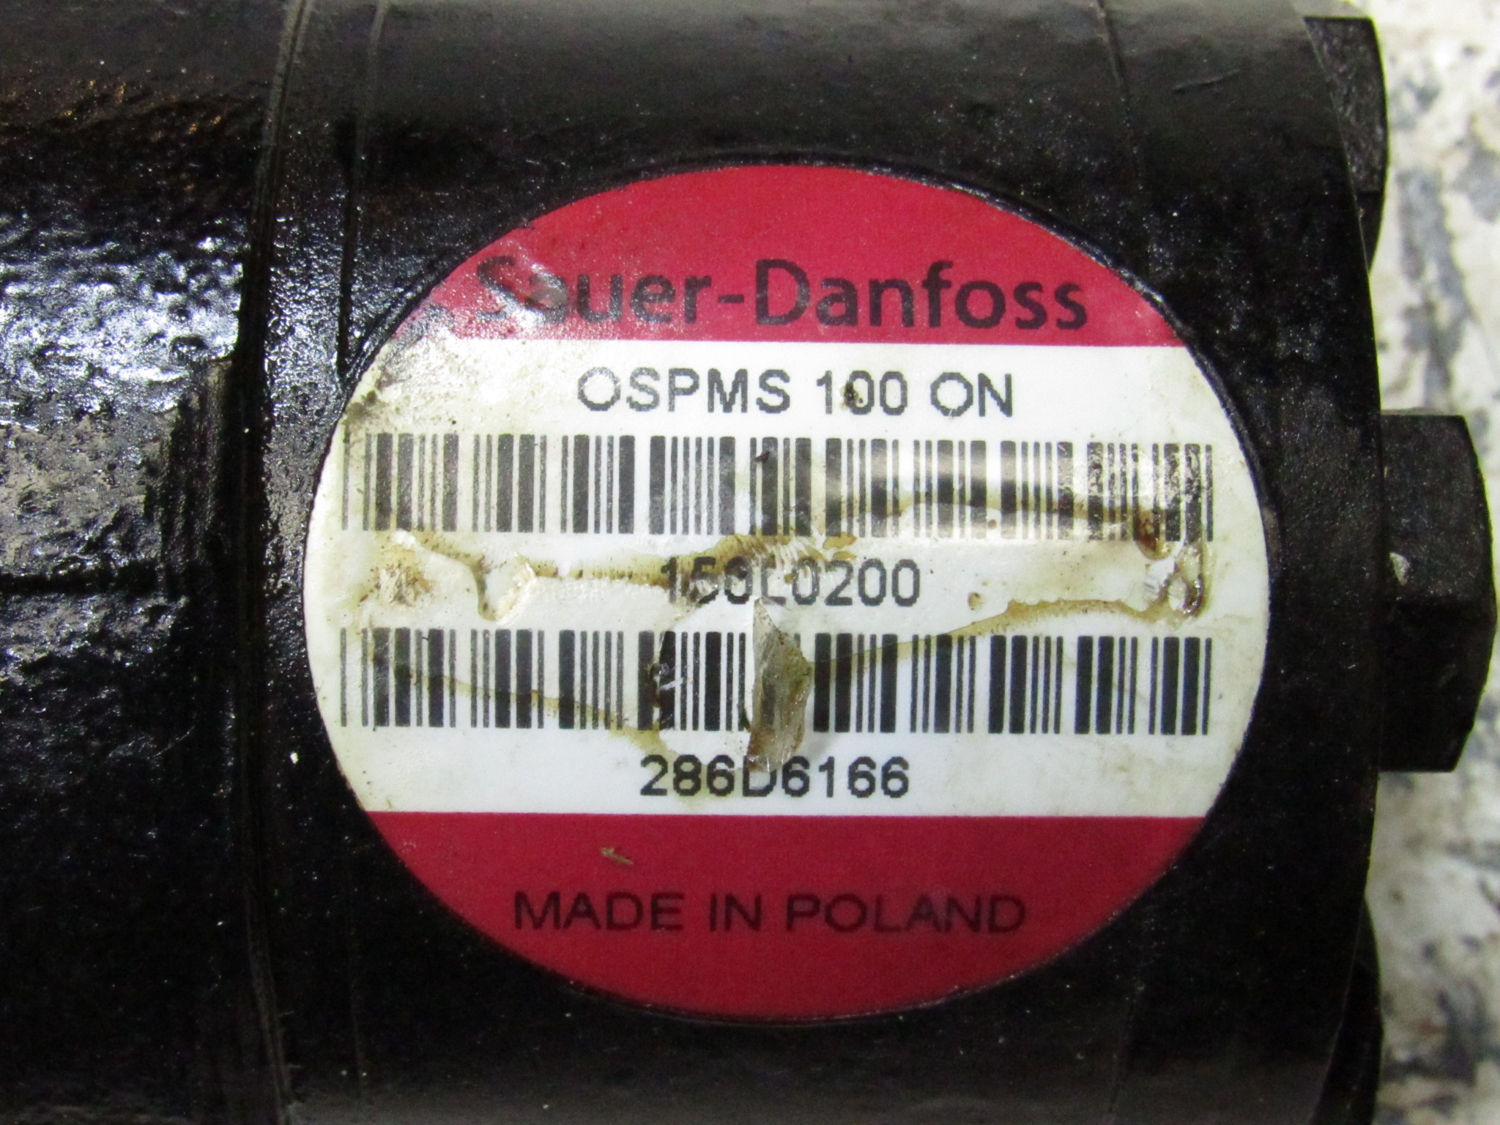 Sauer-Danfoss
OSPMS 100 ON
150L0200
286D6166
MADE IN POLAND